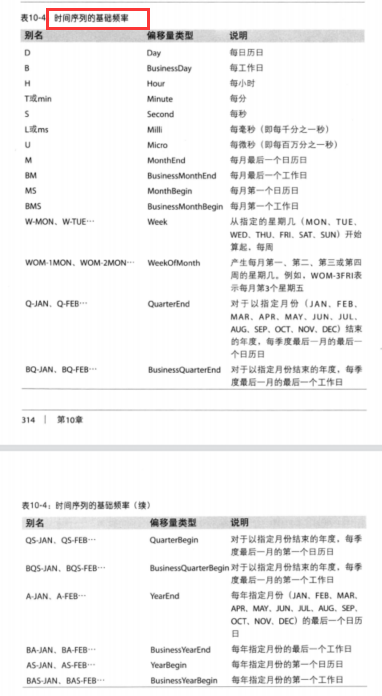 表10-4 时间序列的基础频率
别名 偏移量类型 说明
D Day 每日历日
B BusinessDay 每工作日
H Hour 每小时
T或min Minute 每分
S Second 每秒
L或ms Milli 每毫秒（即每千分之一秒）
U Micro 每微秒（即每百万分之一秒）
M MonthEnd 每月最后一个日历日
BM BusinessMonthEnd 每月最后一个工作日
MS MonthBegin 每月第一个日历日
BMS BusinessMonthBegin 每月第一个工作日
W-MON、W-TUE… Week 从指定的星期几（MON、TUE、
WED、THU、FRI、SAT、SUN）开始
算起，每周
WOM-1MON、WOM-2MON… WeekOfMonth 产生每月第一、第二、第三或第四
周的星期几。例如，WOM-3FRI表
示每月第3个星期五
Q-JAN、Q-FEB… QuarterEnd 对于以指定月份（JAN、FEB、
MAR、APR、MAY、JUN、JUL、
AUG、SEP、OCT、NOV、DEC）结束
的年度，每季度最后一月的最后一
个日历日
BQ-JAN、BQ-FEB… BusinessQuarterEnd 对于以指定月份结束的年度，每季
度最后一月的最后一个工作日
314 | 第10章
表10-4：时间序列的基础频率（续）
别名 偏移量类型 说明
QS-JAN、QS-FEB… QuarterBegin 对于以指定月份结束的年度，每季
度最后一月的第一个日历日
BQS-JAN、BQS-FEB… BusinessQuarterBegin 对于以指定月份结束的年度，每季
度最后一月的第一个工作日
A-JAN、A-FEB… YearEnd 每年指定月份（JAN、FEB、MAR、
APR、MAY、JUN、JUL、AUG、SEP、
OCT、NOV、DEC）的最后一个日历
日
BA-JAN、BA-FEB… BusinessYearEnd 每年指定月份的最后一个工作日
AS-JAN、AS-FEB… YearBegin 每年指定月份的第一个日历日
BAS-JAN、BAS-FEB… BusinessYearBegin 每年指定月份的第一个工作日